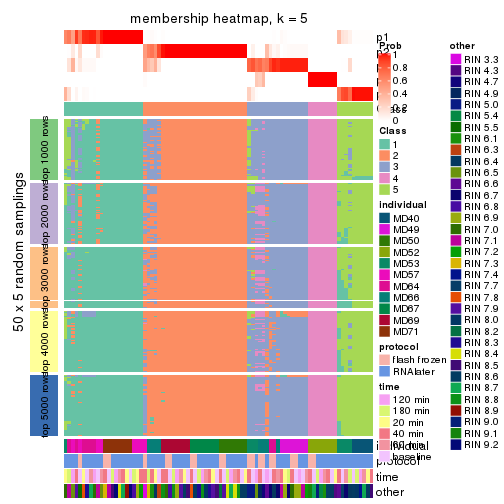 membership heatmap, k = 5
p1
Prob
1
0.8
0.6
0.4
0.2
0
Class
1
2
3
4
5
individual
MD40
MD49
MD50
MD52
MD53
MD57
MD64
MD66
MD67
MD69
MD71
protocol
flash frozen
RNAlater
time
120 min
180 min
20 min
40 min
60 min
baseline
other
RIN 3.3
RIN 4.3
RIN 4.7
RIN 4.9
RIN 5.0
RIN 5.4
RIN 5.5
RIN 6.1
RIN 6.3
RIN 6.4
RIN 6.5
RIN 6.6
RIN 6.7
RIN 6.8
RIN 6.9
RIN 7.0
RIN 7.1
RIN 7.2
RIN 7.3
RIN 7.4
RIN 7.6
RIN 7.7
RIN 7.8
RIN 7.9
RIN 8.0
RIN 8.2
RIN 8.3
RIN 8.4
RIN 8.5
RIN 8.6
RIN 8.7
RIN 8.8
RIN 8.9
RIN 9.0
RIN 9.1
RIN 9.2
50 x 5 random samplings
top 1000 rows
top 2000 rows
top 3000 rows
top 4000 rows
top 5000 rows
protocol
time
other